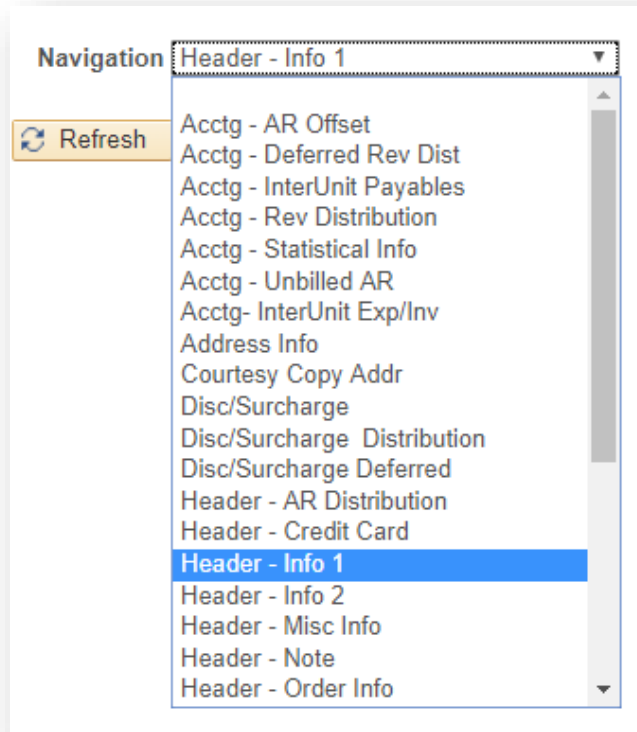 Navigation Header - Info 1
Refresh
Acctg - AR Offset
Acctg - Deferred Rev Dist
Acctg - InterUnit Payables
Acctg - Rev Distribution
Acctg - Statistical Info
Acctg - Unbilled AR
Acctg- InterUnit Exp/Inv
Address Info
Courtesy Copy Addr
Disc/Surcharge
Disc/Surcharge  Distribution
Disc/Surcharge Deferred
Header - AR Distribution
Header - Credit Card
Header - Info 1
Header - Info 2
Header - Misc Info
Header - Note
Header - Order Info